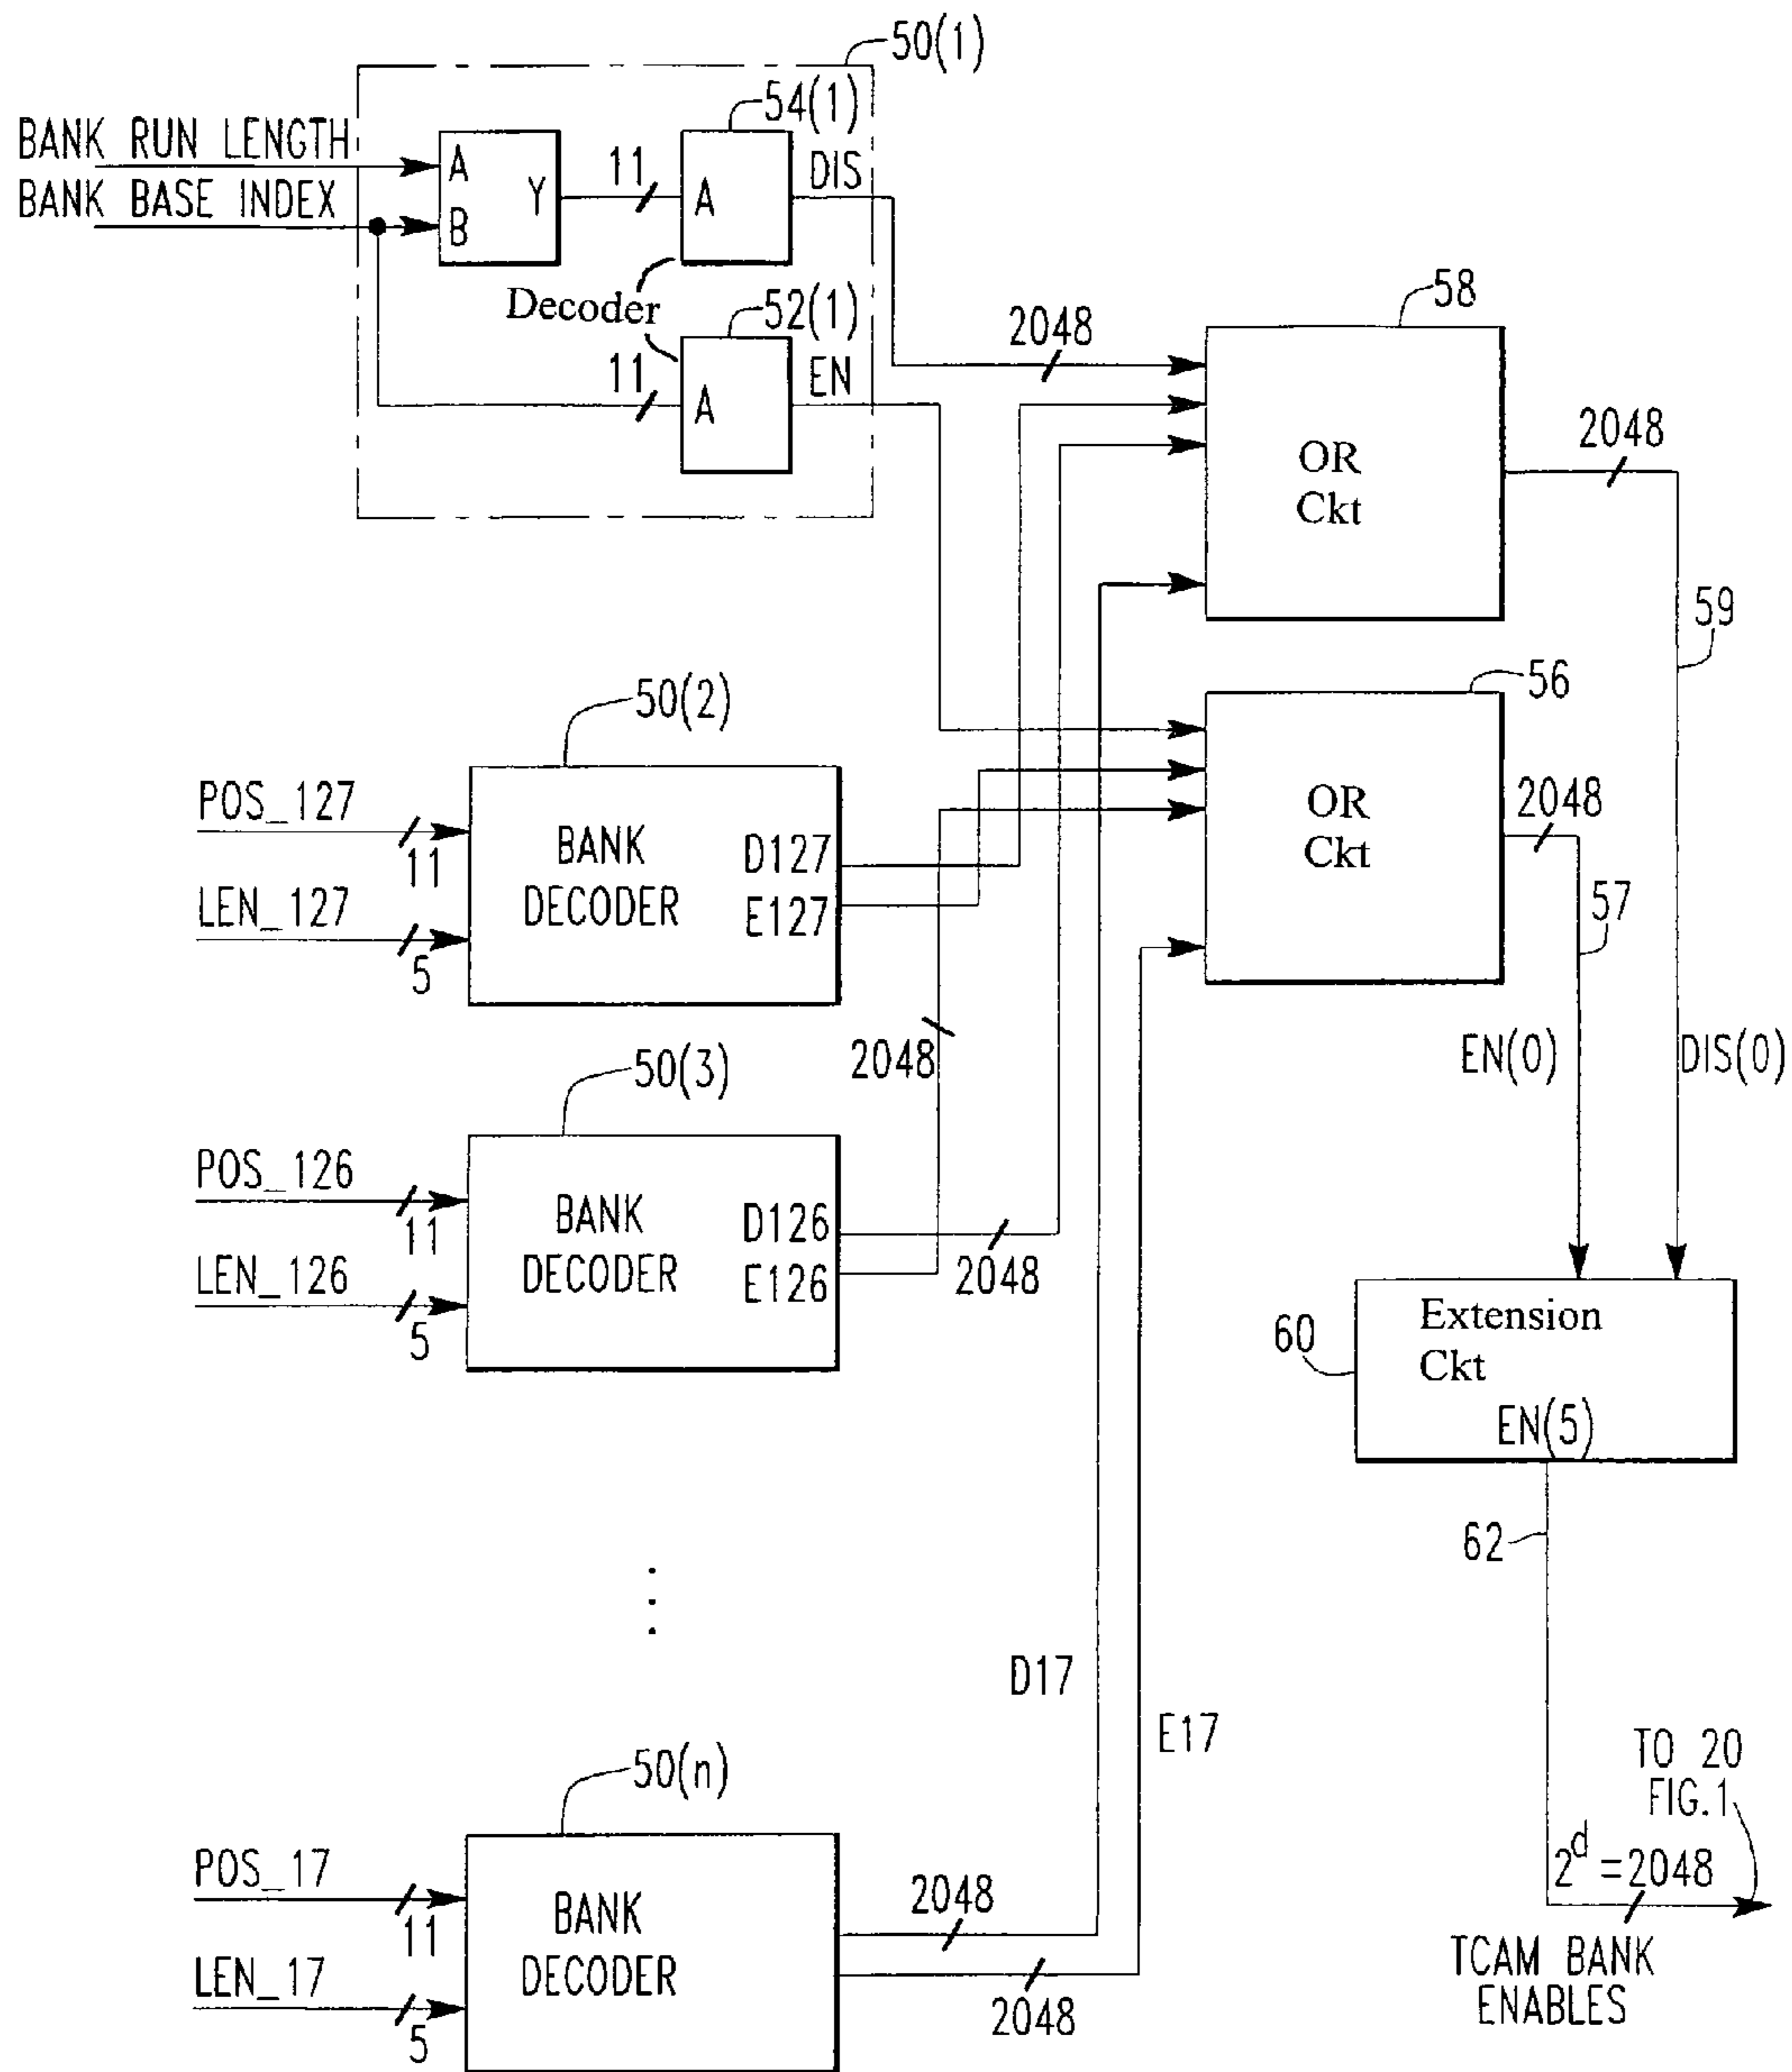 50(1)
54(1)
BANK RUN LENGTH
BANK BASE INDEX
A
B
Y
11
A
DIS
Decoder
52(1)
11
A
EN
2048
58
OR
Ckt
2048
59
56
OR
Ckt
2048
57
50(2)
POS_127
11
LEN_127
5
BANK
DECODER
D127
E127
2048
EN(0)
DIS(0)
50(3)
POS_126
11
LEN_126
5
BANK
DECODER
D126
E126
2048
60
Extension
Ckt
EN(5)
62
D17
E17
50(n)
POS_17
11
LEN_17
5
BANK
DECODER
2048
2048
TO 20
FIG.1
2^d =2048
TCAM BANK
ENABLES